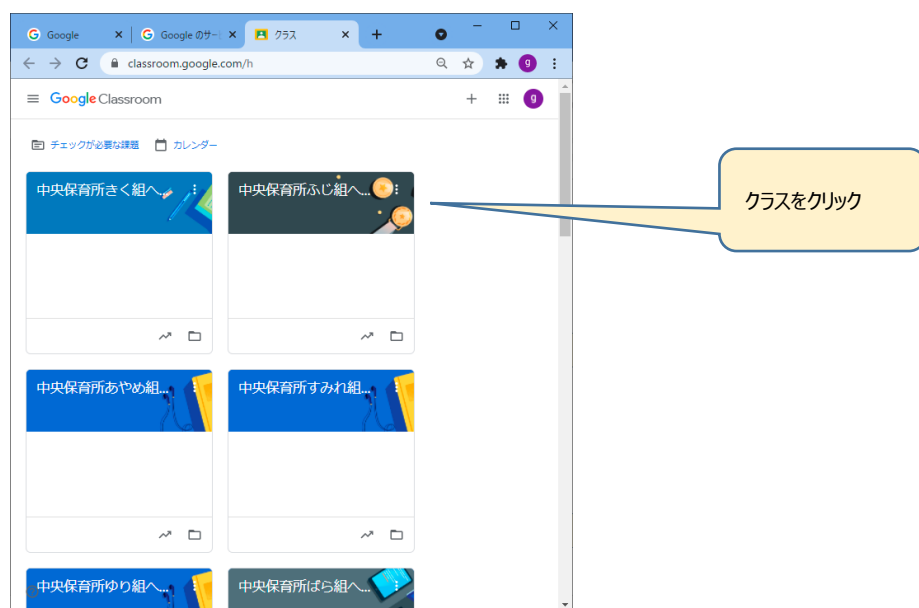 Google
Google のサー
クラス
classroom.google.com/h
g
Google Classroom
g
チェックが必要な課題
カレンダー
中央保育所きく組へ...
中央保育所ふじ組へ...
クラスをクリック
中央保育所あやめ組...
中央保育所すみれ組...
中央保育所ゆり組へ...
中央保育所ばら組へ...